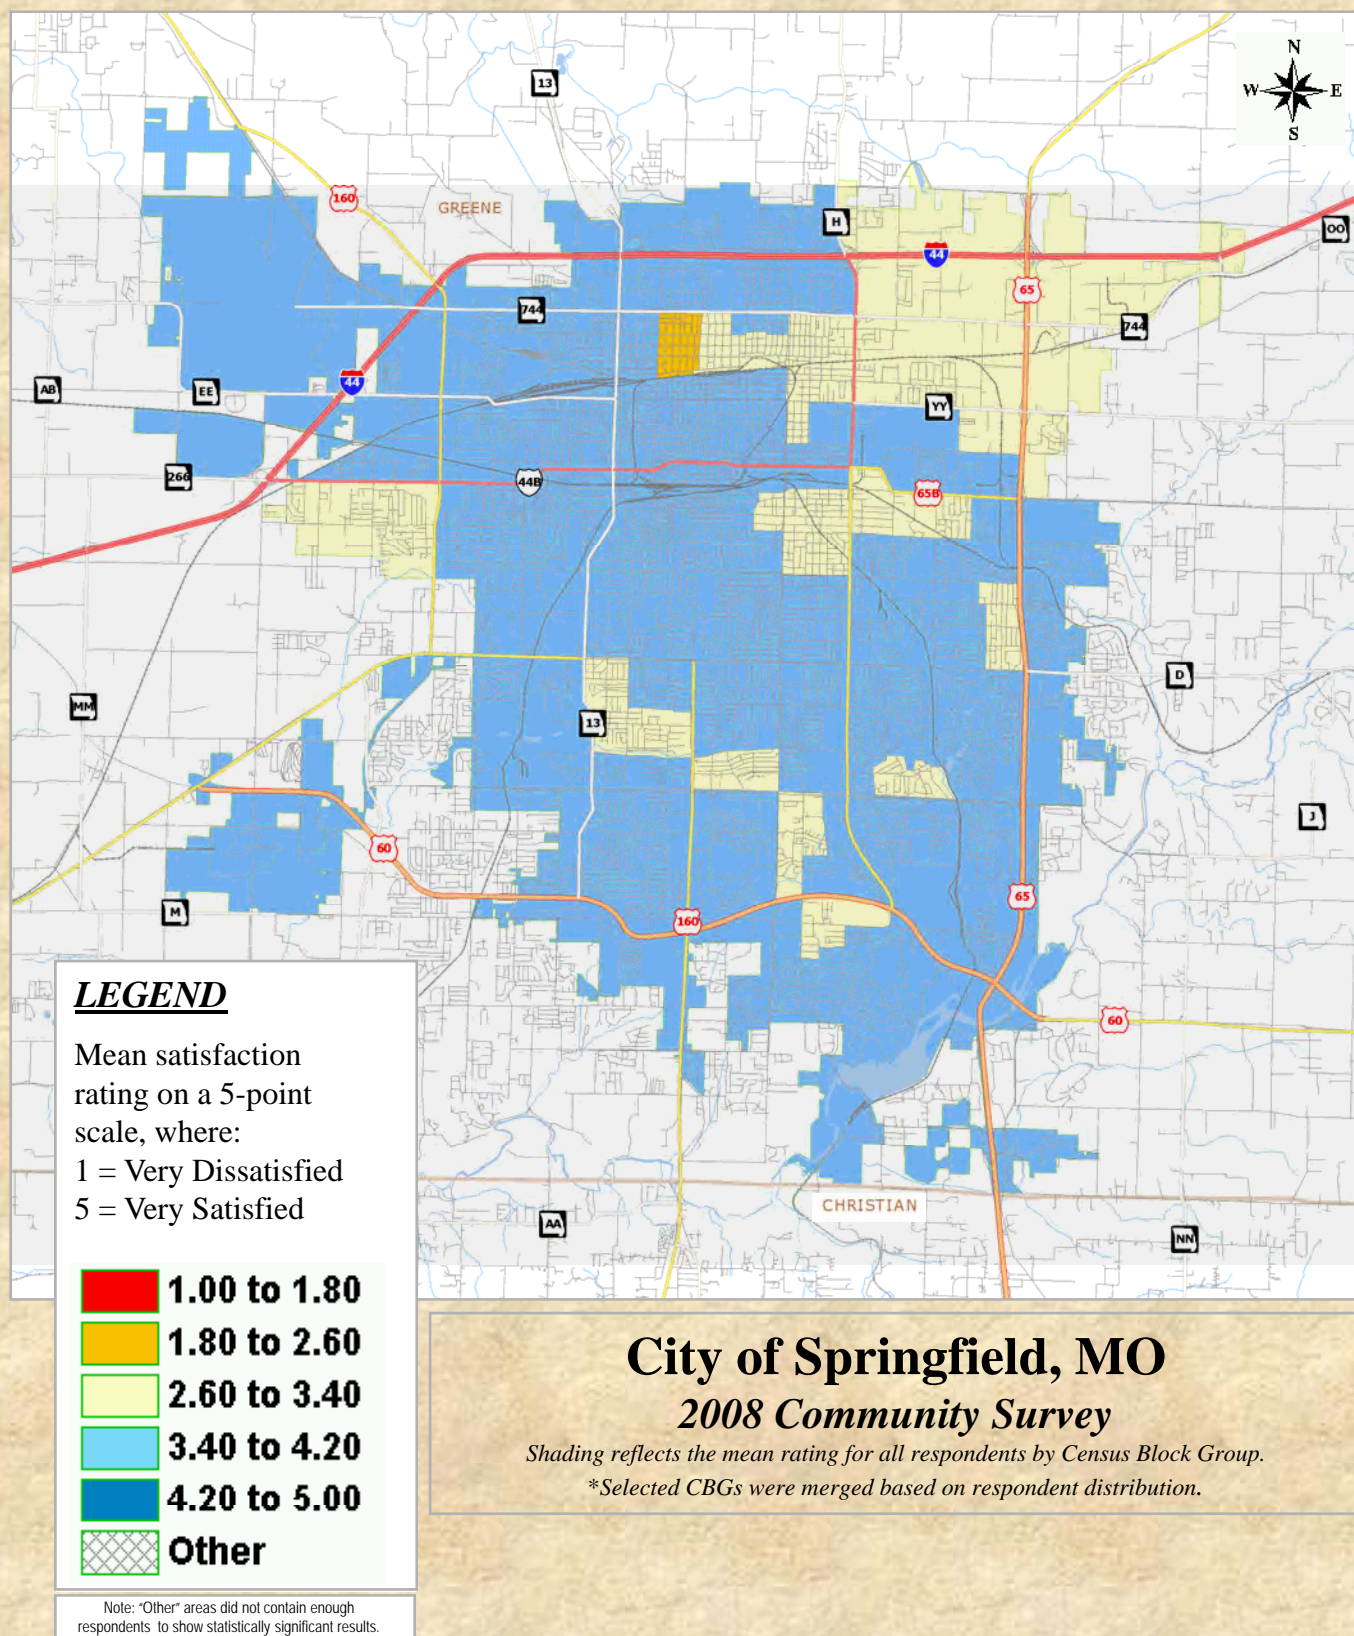 N
W E
S
13
160
GREENE
H
OO
44
65
744
744
44
AB
EE
YY
266
44B
65B
D
MM
13
J
60
65
M
160
60
CHRISTIAN
AA
NN
LEGEND
Mean satisfaction
rating on a 5-point
scale, where:
1 = Very Dissatisfied
5 = Very Satisfied
1.00 to 1.80
1.80 to 2.60
2.60 to 3.40
3.40 to 4.20
4.20 to 5.00
Other
Note: "Other" areas did not contain enough
respondents to show statistically significant results.
City of Springfield, MO
2008 Community Survey
Shading reflects the mean rating for all respondents by Census Block Group.
*Selected CBGs were merged based on respondent distribution.